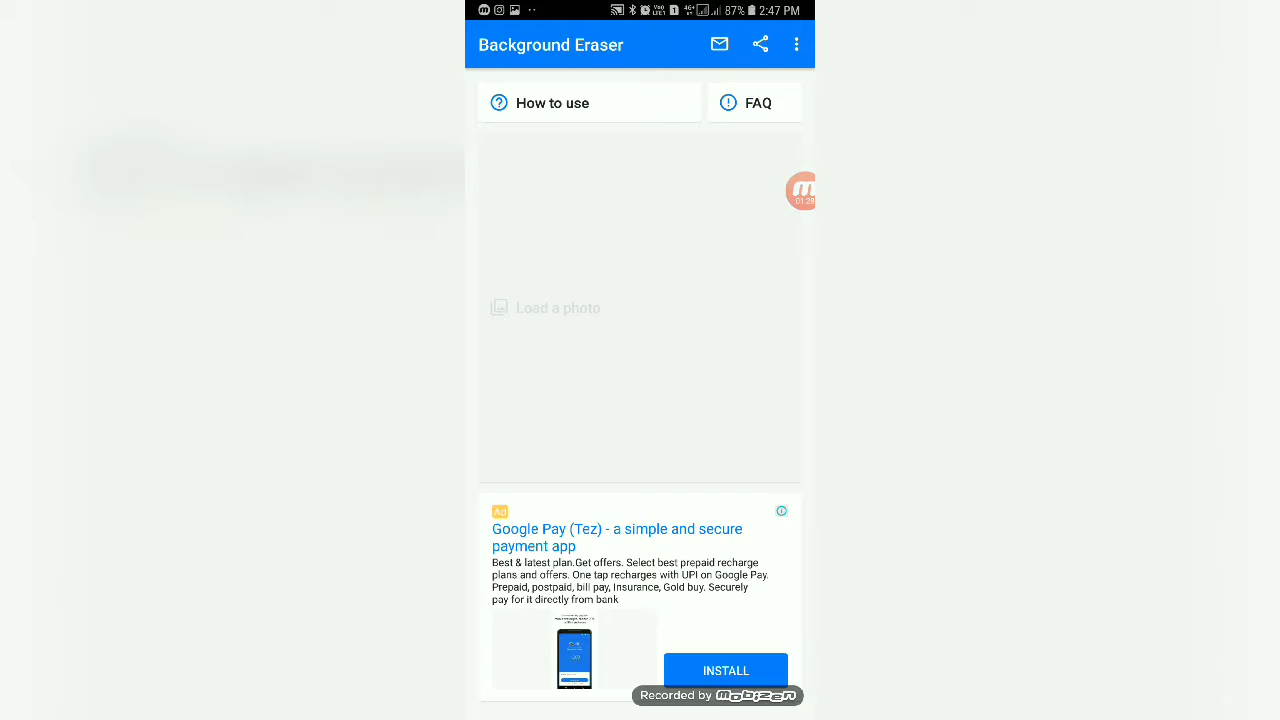 87% 2:47 PM
Background Eraser
How to use
FAQ
01:28
Load a photo
Ad
Google Pay (Tez) - a simple and secure
payment app
Best & latest plan.Get offers. Select best prepaid recharge
plans and offers. One tap recharges with UPI on Google Pay.
Prepaid, postpaid, bill pay, Insurance, Gold buy. Securely
pay for it directly from bank
INSTALL
Recorded by mobizen